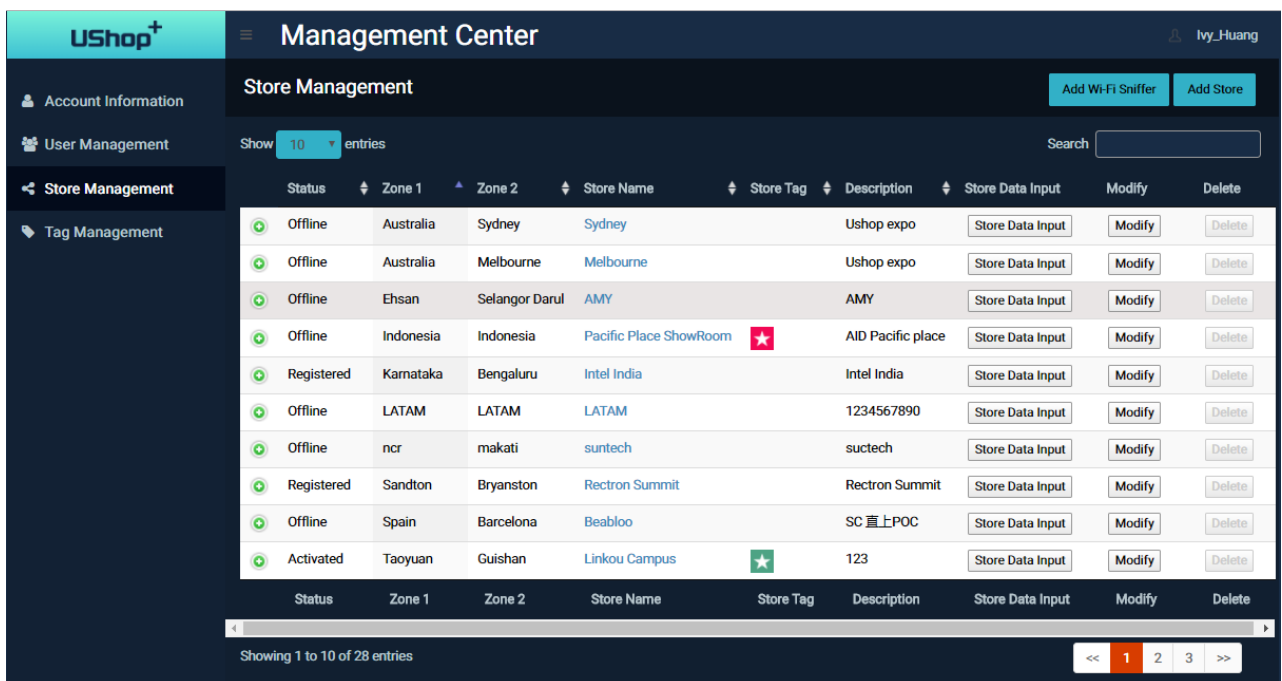 UShop+
Management Center
Ivy_Huang
Account Information
User Management
Store Management
Tag Management
Store Management
Add Wi-Fi Sniffer
Add Store
Show 10 entries
Search
Status Zone 1 Zone 2 Store Name Store Tag Description Store Data Input Modify Delete
Offline Australia Sydney Sydney Ushop expo Store Data Input Modify Delete
Offline Australia Melbourne Melbourne Ushop expo Store Data Input Modify Delete
Offline Ehsan Selangor Darul AMY AMY Store Data Input Modify Delete
Offline Indonesia Indonesia Pacific Place ShowRoom AID Pacific place Store Data Input Modify Delete
Registered Karnataka Bengaluru Intel India Intel India Store Data Input Modify Delete
Offline LATAM LATAM LATAM 1234567890 Store Data Input Modify Delete
Offline ncr makati suntech suctech Store Data Input Modify Delete
Registered Sandton Bryanston Rectron Summit Rectron Summit Store Data Input Modify Delete
Offline Spain Barcelona Beabloo SC 直上POC Store Data Input Modify Delete
Activated Taoyuan Guishan Linkou Campus 123 Store Data Input Modify Delete
Status Zone 1 Zone 2 Store Name Store Tag Description Store Data Input Modify Delete
Showing 1 to 10 of 28 entries
<< 1 2 3 >>